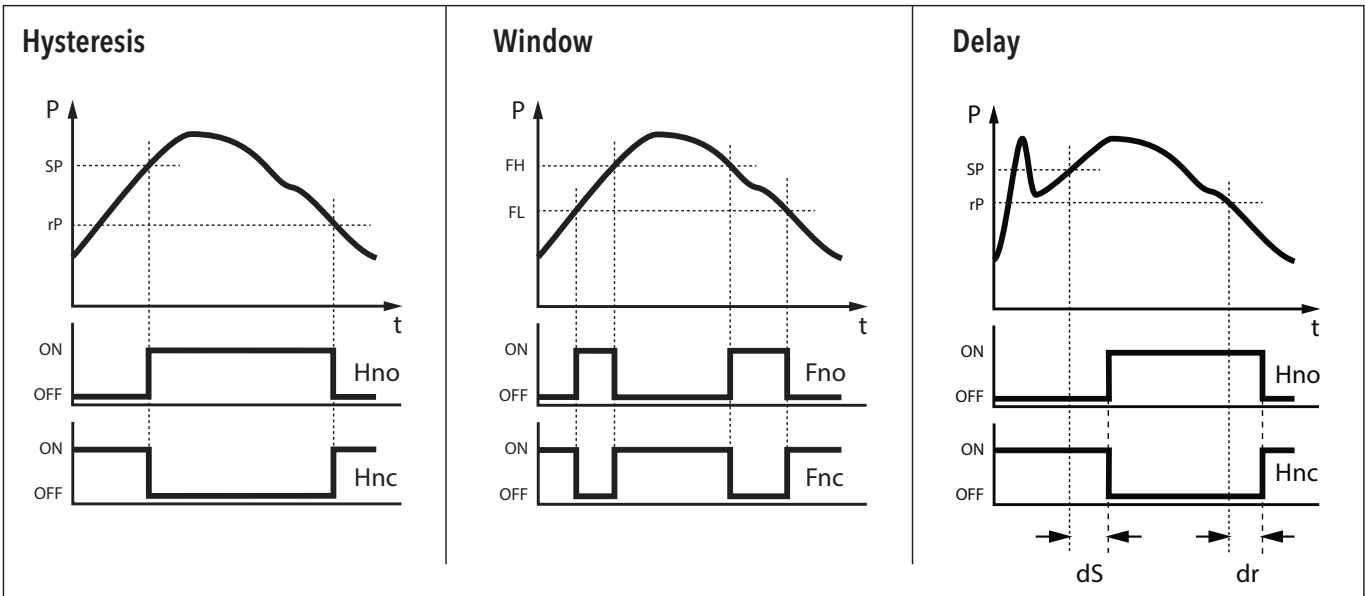 Hysteresis
P
SP
rP
t
ON
OFF
Hno
ON
OFF
Hnc
Window
P
FH
FL
t
ON
OFF
Fno
ON
OFF
Fnc
Delay
P
SP
rP
t
ON
OFF
Hno
ON
OFF
Hnc
dS dr